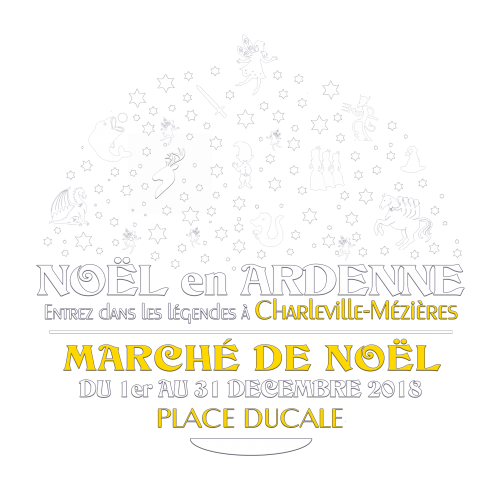 NOËL en ARDENNE
Entrez dans les légendes à Charleville-Mézières
MARCHÉ DE NOËL
DU 1er AU 31 DECEMBRE 2018
PLACE DUCALE